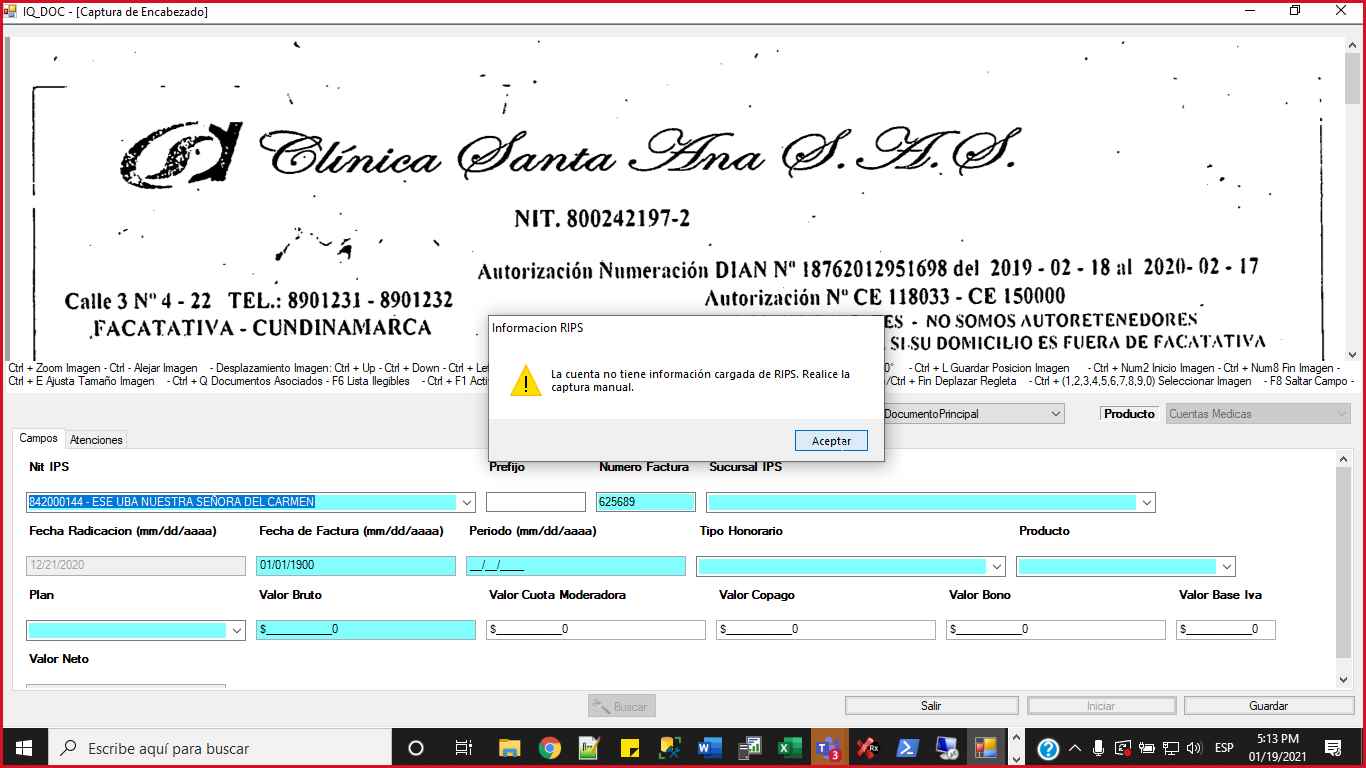 IQ_DOC - [Captura de Encabezado]
Clínica Santa Ana S.A.S.
NIT. 800242197-2
Autorización Numeración DIAN Nº 18762012951698 del 2019 - 02 - 18 al 2020- 02 - 17
Calle 3 Nº 4 - 22 TEL.: 8901231 - 8901232
Autorización Nº CE 118033 - CE 150000
FACATATIVA - CUNDINAMARCA
ES - NO SOMOS AUTORETENEDORES
SI SU DOMICILIO ES FUERA DE FACATATIVA
Informacion RIPS
La cuenta no tiene información cargada de RIPS. Realice la
captura manual.
Aceptar
Ctrl + Zoom Imagen - Ctrl - Alejar Imagen - Desplazamiento Imagen: Ctrl + Up - Ctrl + Down - Ctrl + Le
0° - Ctrl + L Guardar Posicion Imagen - Ctrl + Num2 Inicio Imagen - Ctrl + Num8 Fin Imagen -
Ctrl + E Ajusta Tamaño Imagen - Ctrl + Q Documentos Asociados - F6 Lista Ilegibles - Ctrl + F1 Acti
/Ctrl + Fin Deplazar Regleta - Ctrl + (1,2,3,4,5,6,7,8,9,0) Seleccionar Imagen - F8 Saltar Campo -
DocumentoPrincipal
Producto
Cuentas Medicas
Campos
Atenciones
Nit IPS
Prefijo
Numero Factura
Sucursal IPS
842000144 - ESE UBA NUESTRA SEÑORA DEL CARMEN
625689
Fecha Radicacion (mm/dd/aaaa)
Fecha de Factura (mm/dd/aaaa)
Periodo (mm/dd/aaaa)
Tipo Honorario
Producto
12/21/2020
01/01/1900
__/__/____
Plan
Valor Bruto
Valor Cuota Moderadora
Valor Copago
Valor Bono
Valor Base Iva
$___________0
$___________0
$___________0
$___________0
$___________0
Valor Neto
Buscar
Salir
Iniciar
Guardar
Escribe aquí para buscar
3
Rx
ESP
5:13 PM
01/19/2021